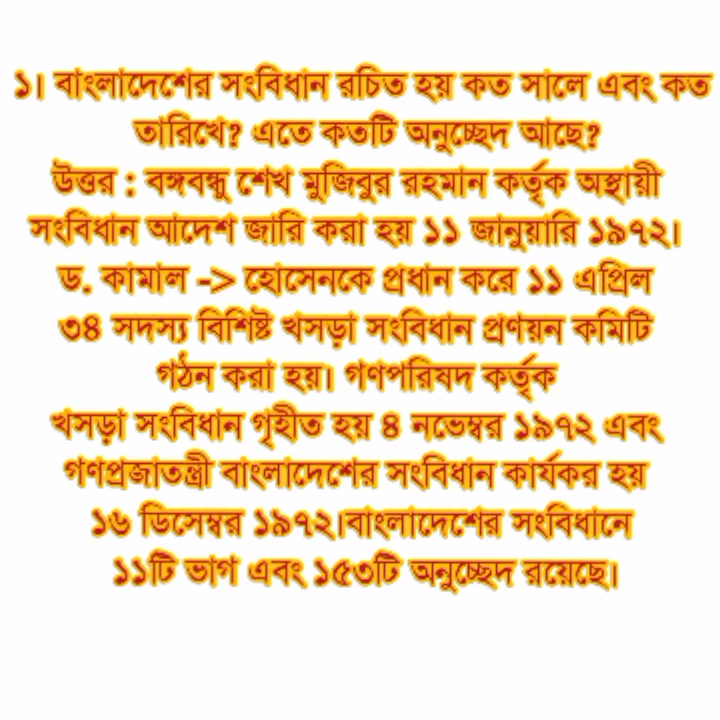 ১। বাংলাদেশের সংবিধান রচিত হয় কত সালে এবং কত
তারিখে? এতে কতটি অনুচ্ছেদ আছে?
উত্তর : বঙ্গবন্ধু শেখ মুজিবুর রহমান কর্তৃক অস্থায়ী
সংবিধান আদেশ জারি করা হয় ১১ জানুয়ারি ১৯৭২।
ড. কামাল -> হোসেনকে প্রধান করে ১১ এপ্রিল
৩৪ সদস্য বিশিষ্ট খসড়া সংবিধান প্রণয়ন কমিটি
গঠন করা হয়। গণপরিষদ কর্তৃক
খসড়া সংবিধান গৃহীত হয় ৪ নভেম্বর ১৯৭২ এবং
গণপ্রজাতন্ত্রী বাংলাদেশের সংবিধান কার্যকর হয়
১৬ ডিসেম্বর ১৯৭২।বাংলাদেশের সংবিধানে
১১টি ভাগ এবং ১৫৩টি অনুচ্ছেদ রয়েছে।